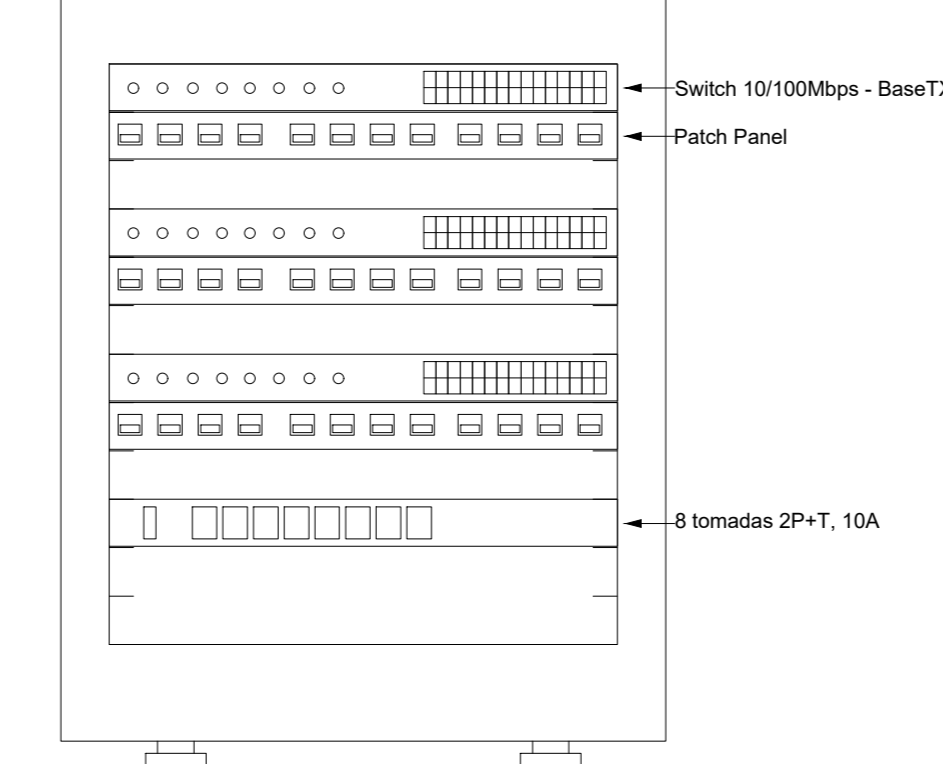 Switch 10/100Mbps - BaseTX
Patch Panel
8 tomadas 2P+T, 10A